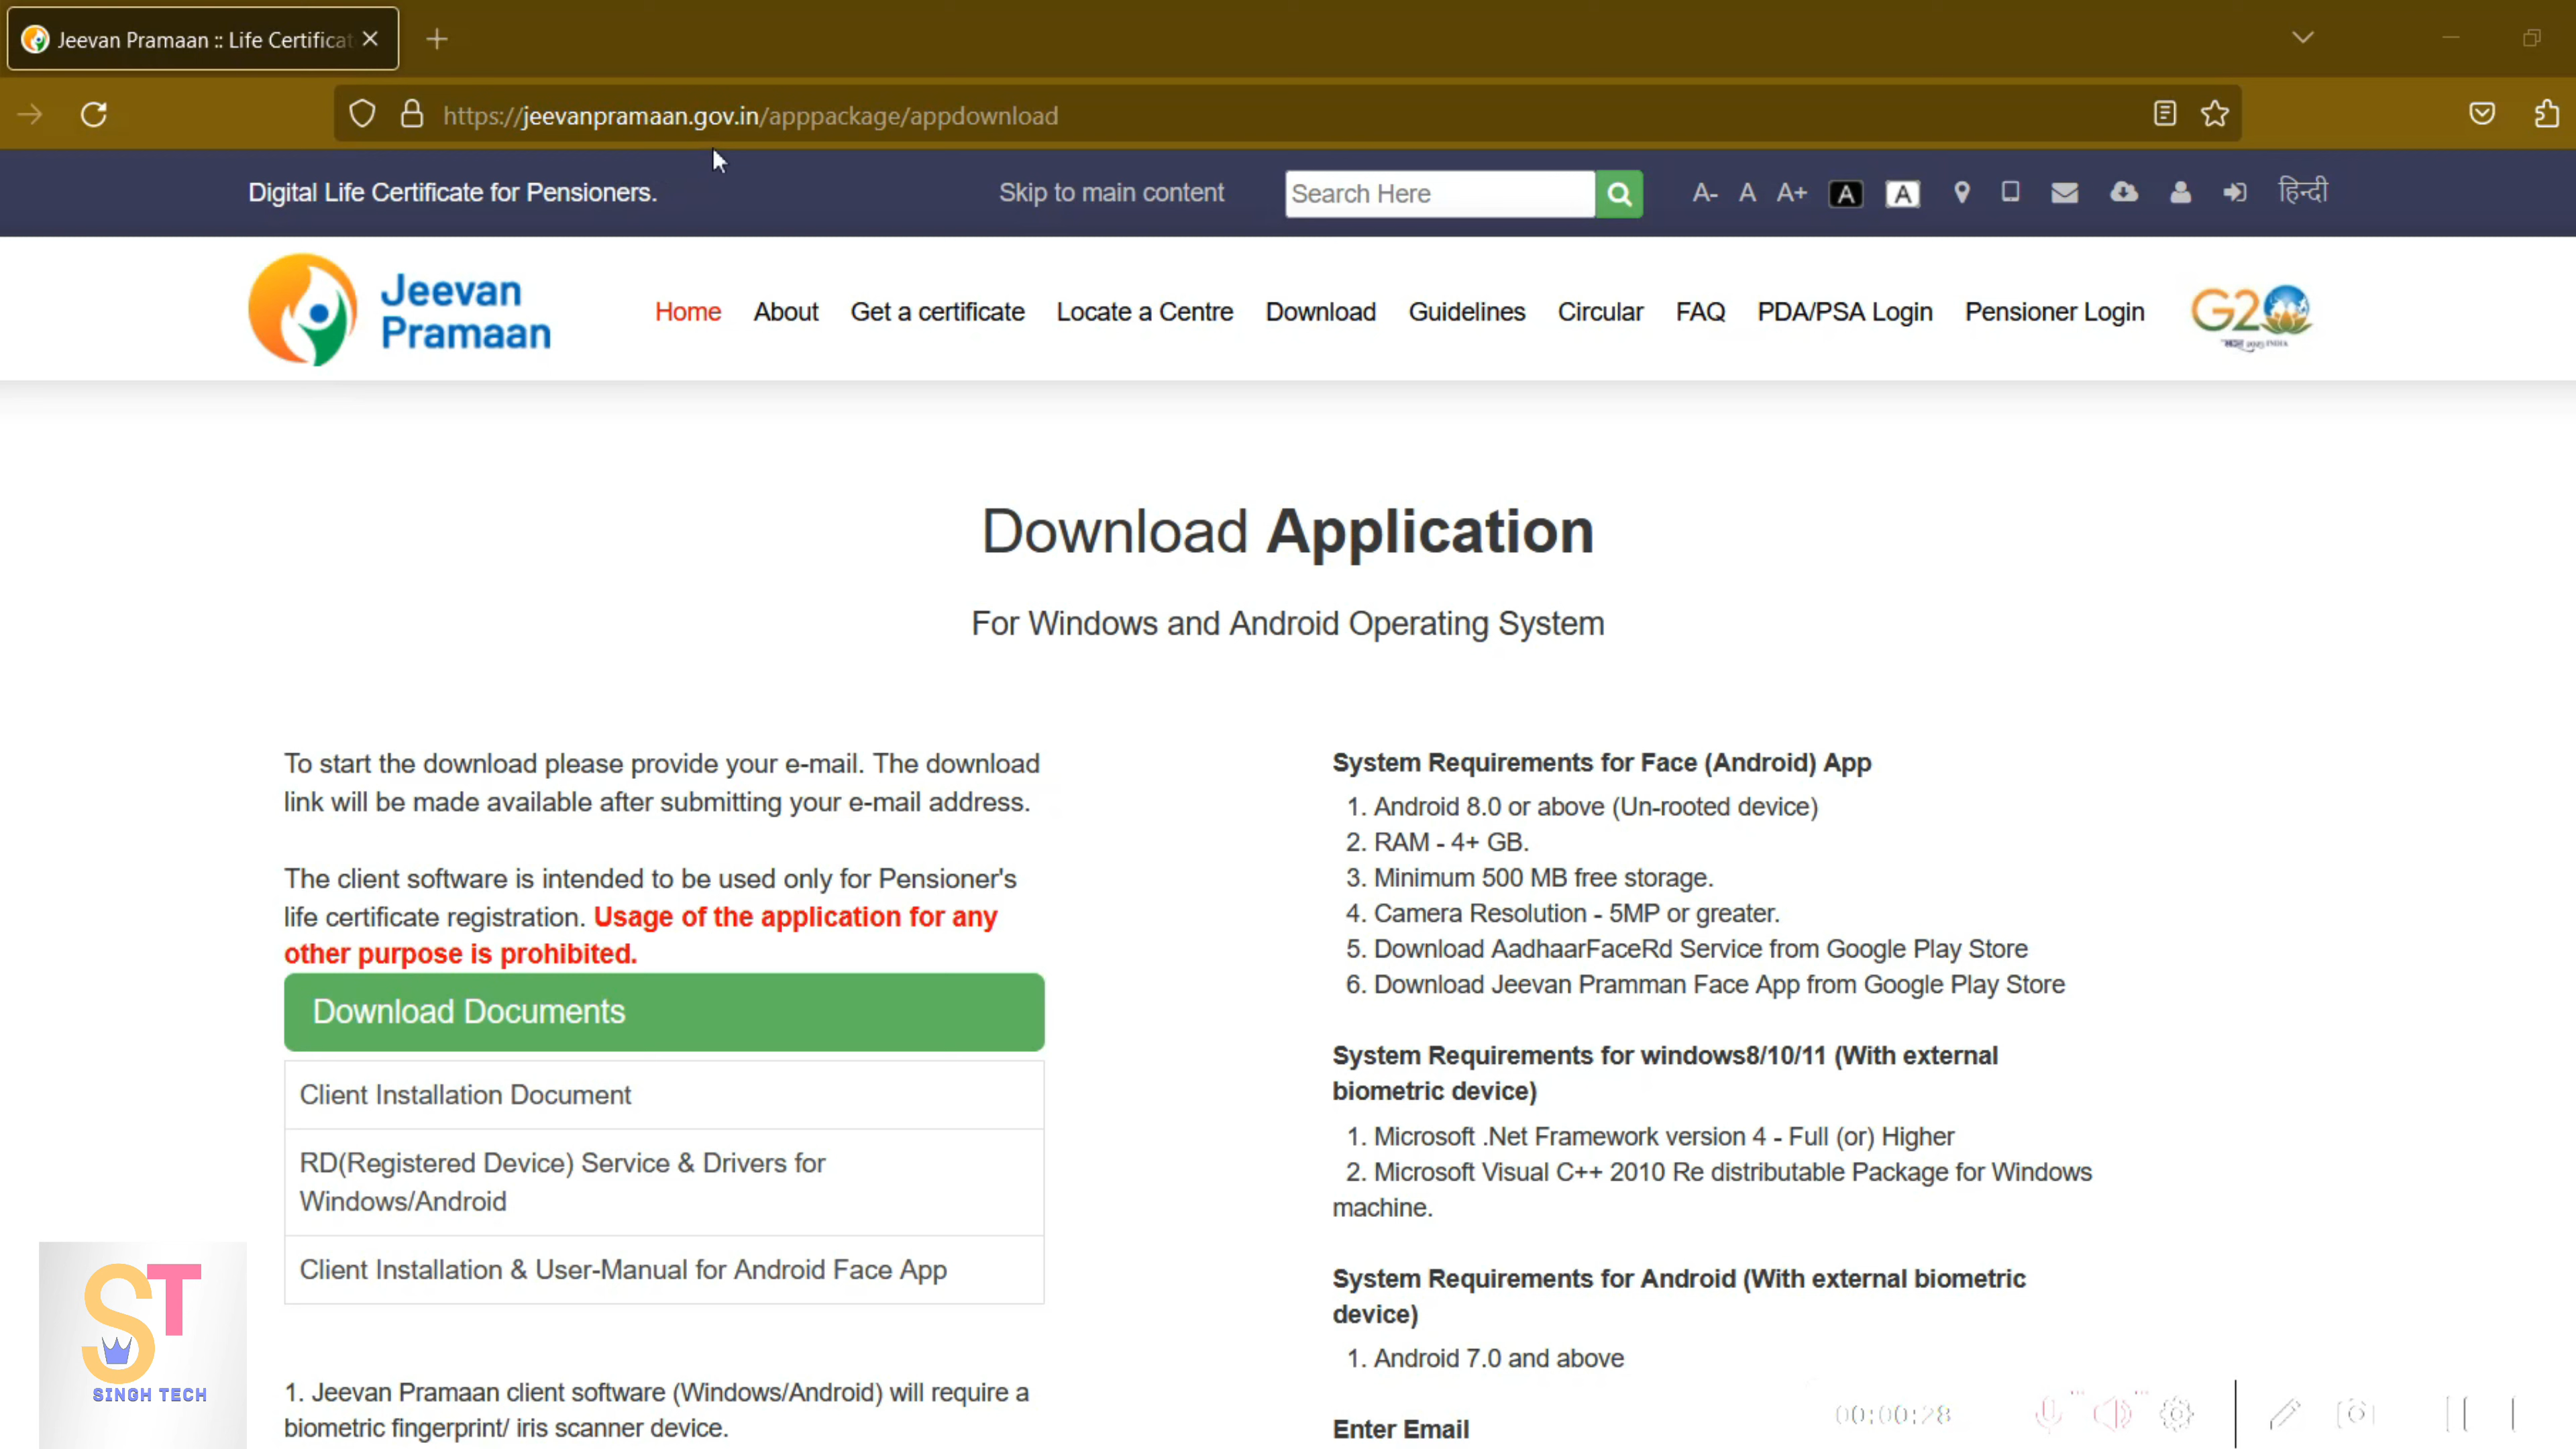 Jeevan Pramaan :: Life Certificat
https://jeevanpramaan.gov.in/apppackage/appdownload
Digital Life Certificate for Pensioners.
Skip to main content
Search Here
A- A A+ A A
हिन्दी
Jeevan
Pramaan
Home About Get a certificate Locate a Centre Download Guidelines Circular FAQ PDA/PSA Login Pensioner Login
G20
Download Application
For Windows and Android Operating System
To start the download please provide your e-mail. The download
link will be made available after submitting your e-mail address.
The client software is intended to be used only for Pensioner's
life certificate registration. Usage of the application for any
other purpose is prohibited.
Download Documents
Client Installation Document
RD(Registered Device) Service & Drivers for
Windows/Android
Client Installation & User-Manual for Android Face App
1. Jeevan Pramaan client software (Windows/Android) will require a
biometric fingerprint/ iris scanner device.
System Requirements for Face (Android) App
1. Android 8.0 or above (Un-rooted device)
2. RAM - 4+ GB.
3. Minimum 500 MB free storage.
4. Camera Resolution - 5MP or greater.
5. Download AadhaarFaceRd Service from Google Play Store
6. Download Jeevan Pramman Face App from Google Play Store
System Requirements for windows8/10/11 (With external
biometric device)
1. Microsoft .Net Framework version 4 - Full (or) Higher
2. Microsoft Visual C++ 2010 Re distributable Package for Windows
machine.
System Requirements for Android (With external biometric
device)
1. Android 7.0 and above
Enter Email
ST
SINGH TECH
00:00:28